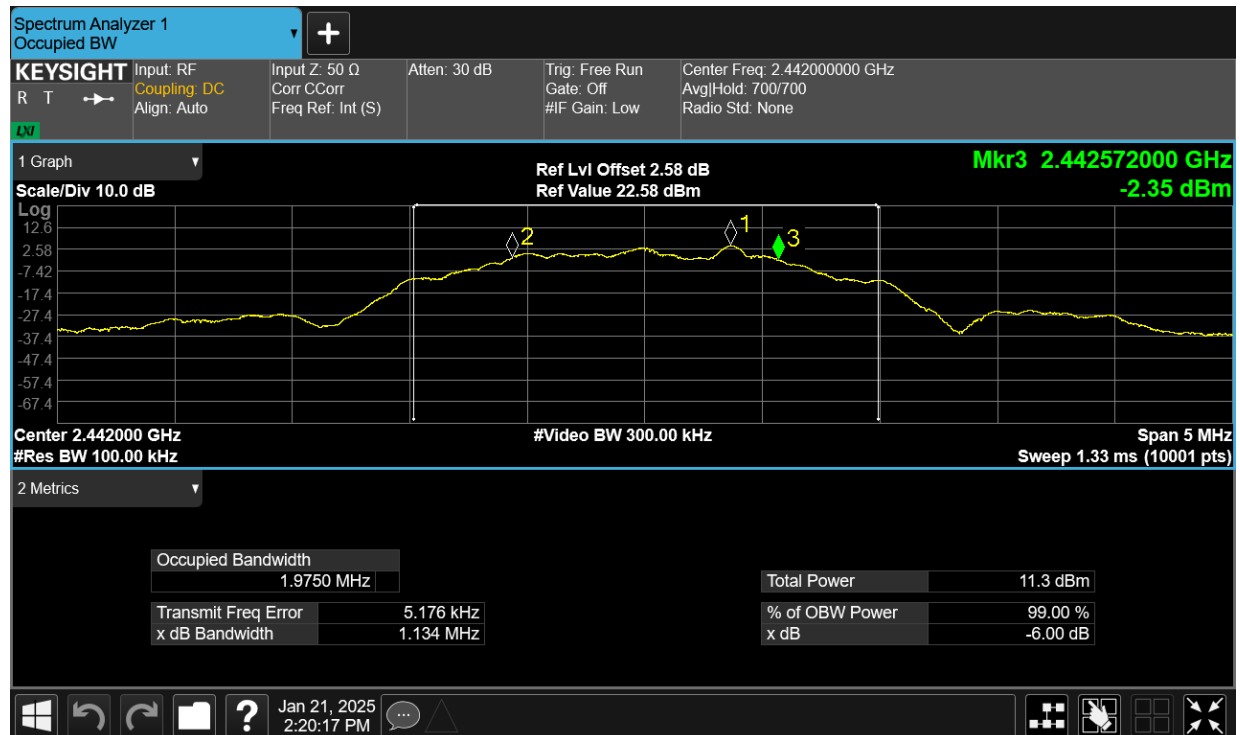 Spectrum Analyzer 1
Occupied BW
KEYSIGHT
R T
LXI
Input: RF
Coupling: DC
Align: Auto
Input Z: 50 Ω
Corr CCorr
Freq Ref: Int (S)
Atten: 30 dB
Trig: Free Run
Gate: Off
#IF Gain: Low
Center Freq: 2.442000000 GHz
Avg|Hold: 700/700
Radio Std: None
1 Graph
Scale/Div 10.0 dB
Ref Lvl Offset 2.58 dB
Ref Value 22.58 dBm
Mkr3 2.442572000 GHz
-2.35 dBm
Log
12.6
2.58
-7.42
-17.4
-27.4
-37.4
-47.4
-57.4
-67.4
2
1
3
Center 2.442000 GHz
#Res BW 100.00 kHz
#Video BW 300.00 kHz
Span 5 MHz
Sweep 1.33 ms (10001 pts)
2 Metrics
Occupied Bandwidth
1.9750 MHz
Transmit Freq Error 5.176 kHz
x dB Bandwidth 1.134 MHz
Total Power 11.3 dBm
% of OBW Power 99.00 %
x dB -6.00 dB
?
Jan 21, 2025
2:20:17 PM